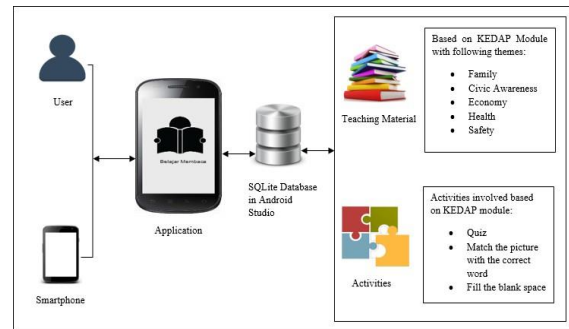 User
Smartphone
Belajar Membaca
Application
SQLite Database
in Android
Studio
Teaching Material
Based on KEDAP Module
with following themes:
• Family
• Civic Awareness
• Economy
• Health
• Safety
Activities
Activities involved based
on KEDAP module:
• Quiz
• Match the picture
with the correct
word
• Fill the blank space